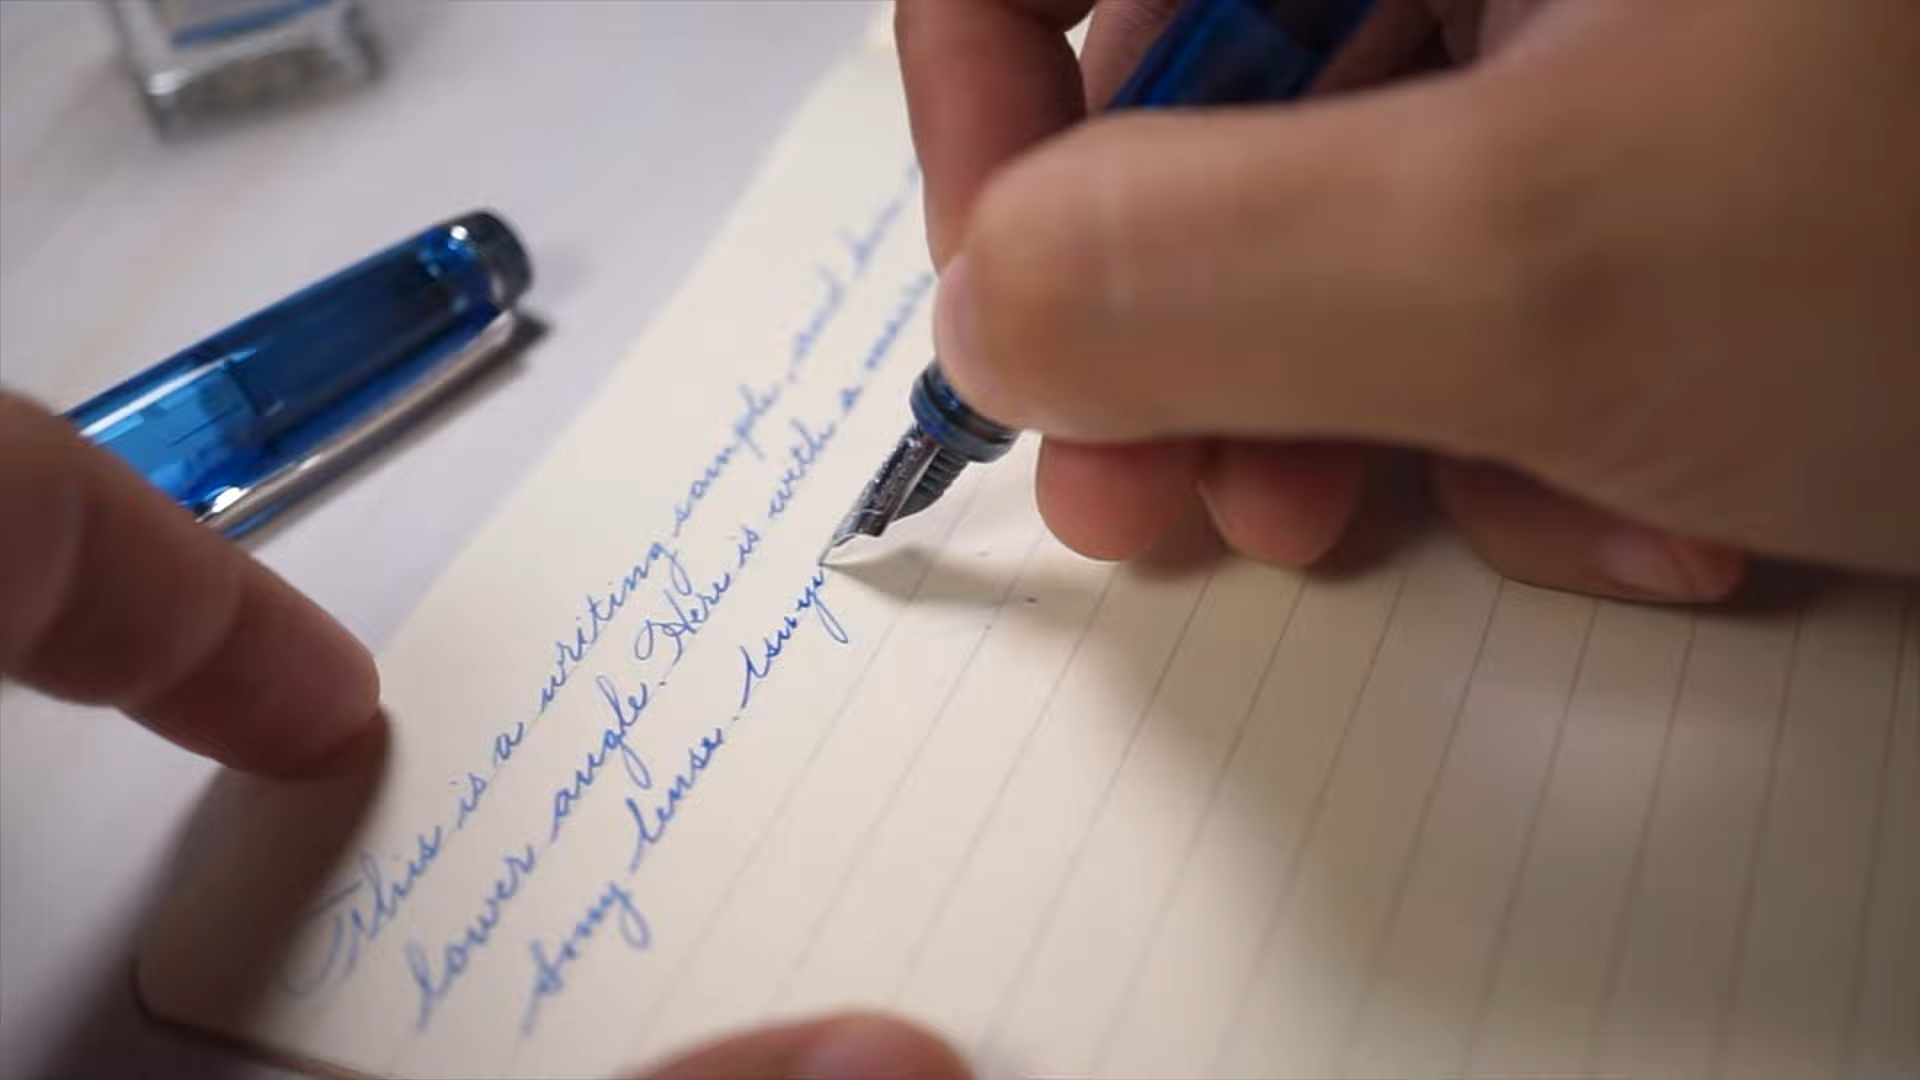 This is a writing sample, and
lower angle. Here is with a
sony lense.